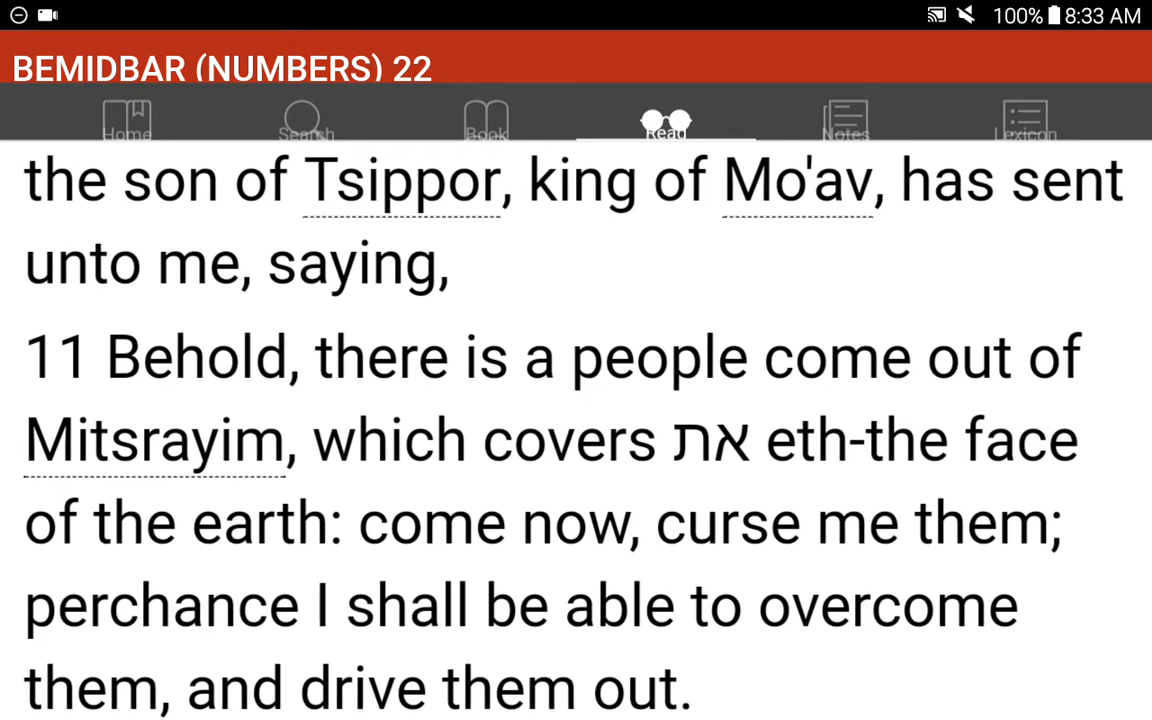 100% 8:33 AM
BEMIDBAR (NUMBERS) 22
Home Search Book Read Notes Lexicon
the son of Tsippor, king of Mo'av, has sent
unto me, saying,
11 Behold, there is a people come out of
Mitsrayim, which covers את eth-the face
of the earth: come now, curse me them;
perchance I shall be able to overcome
them, and drive them out.